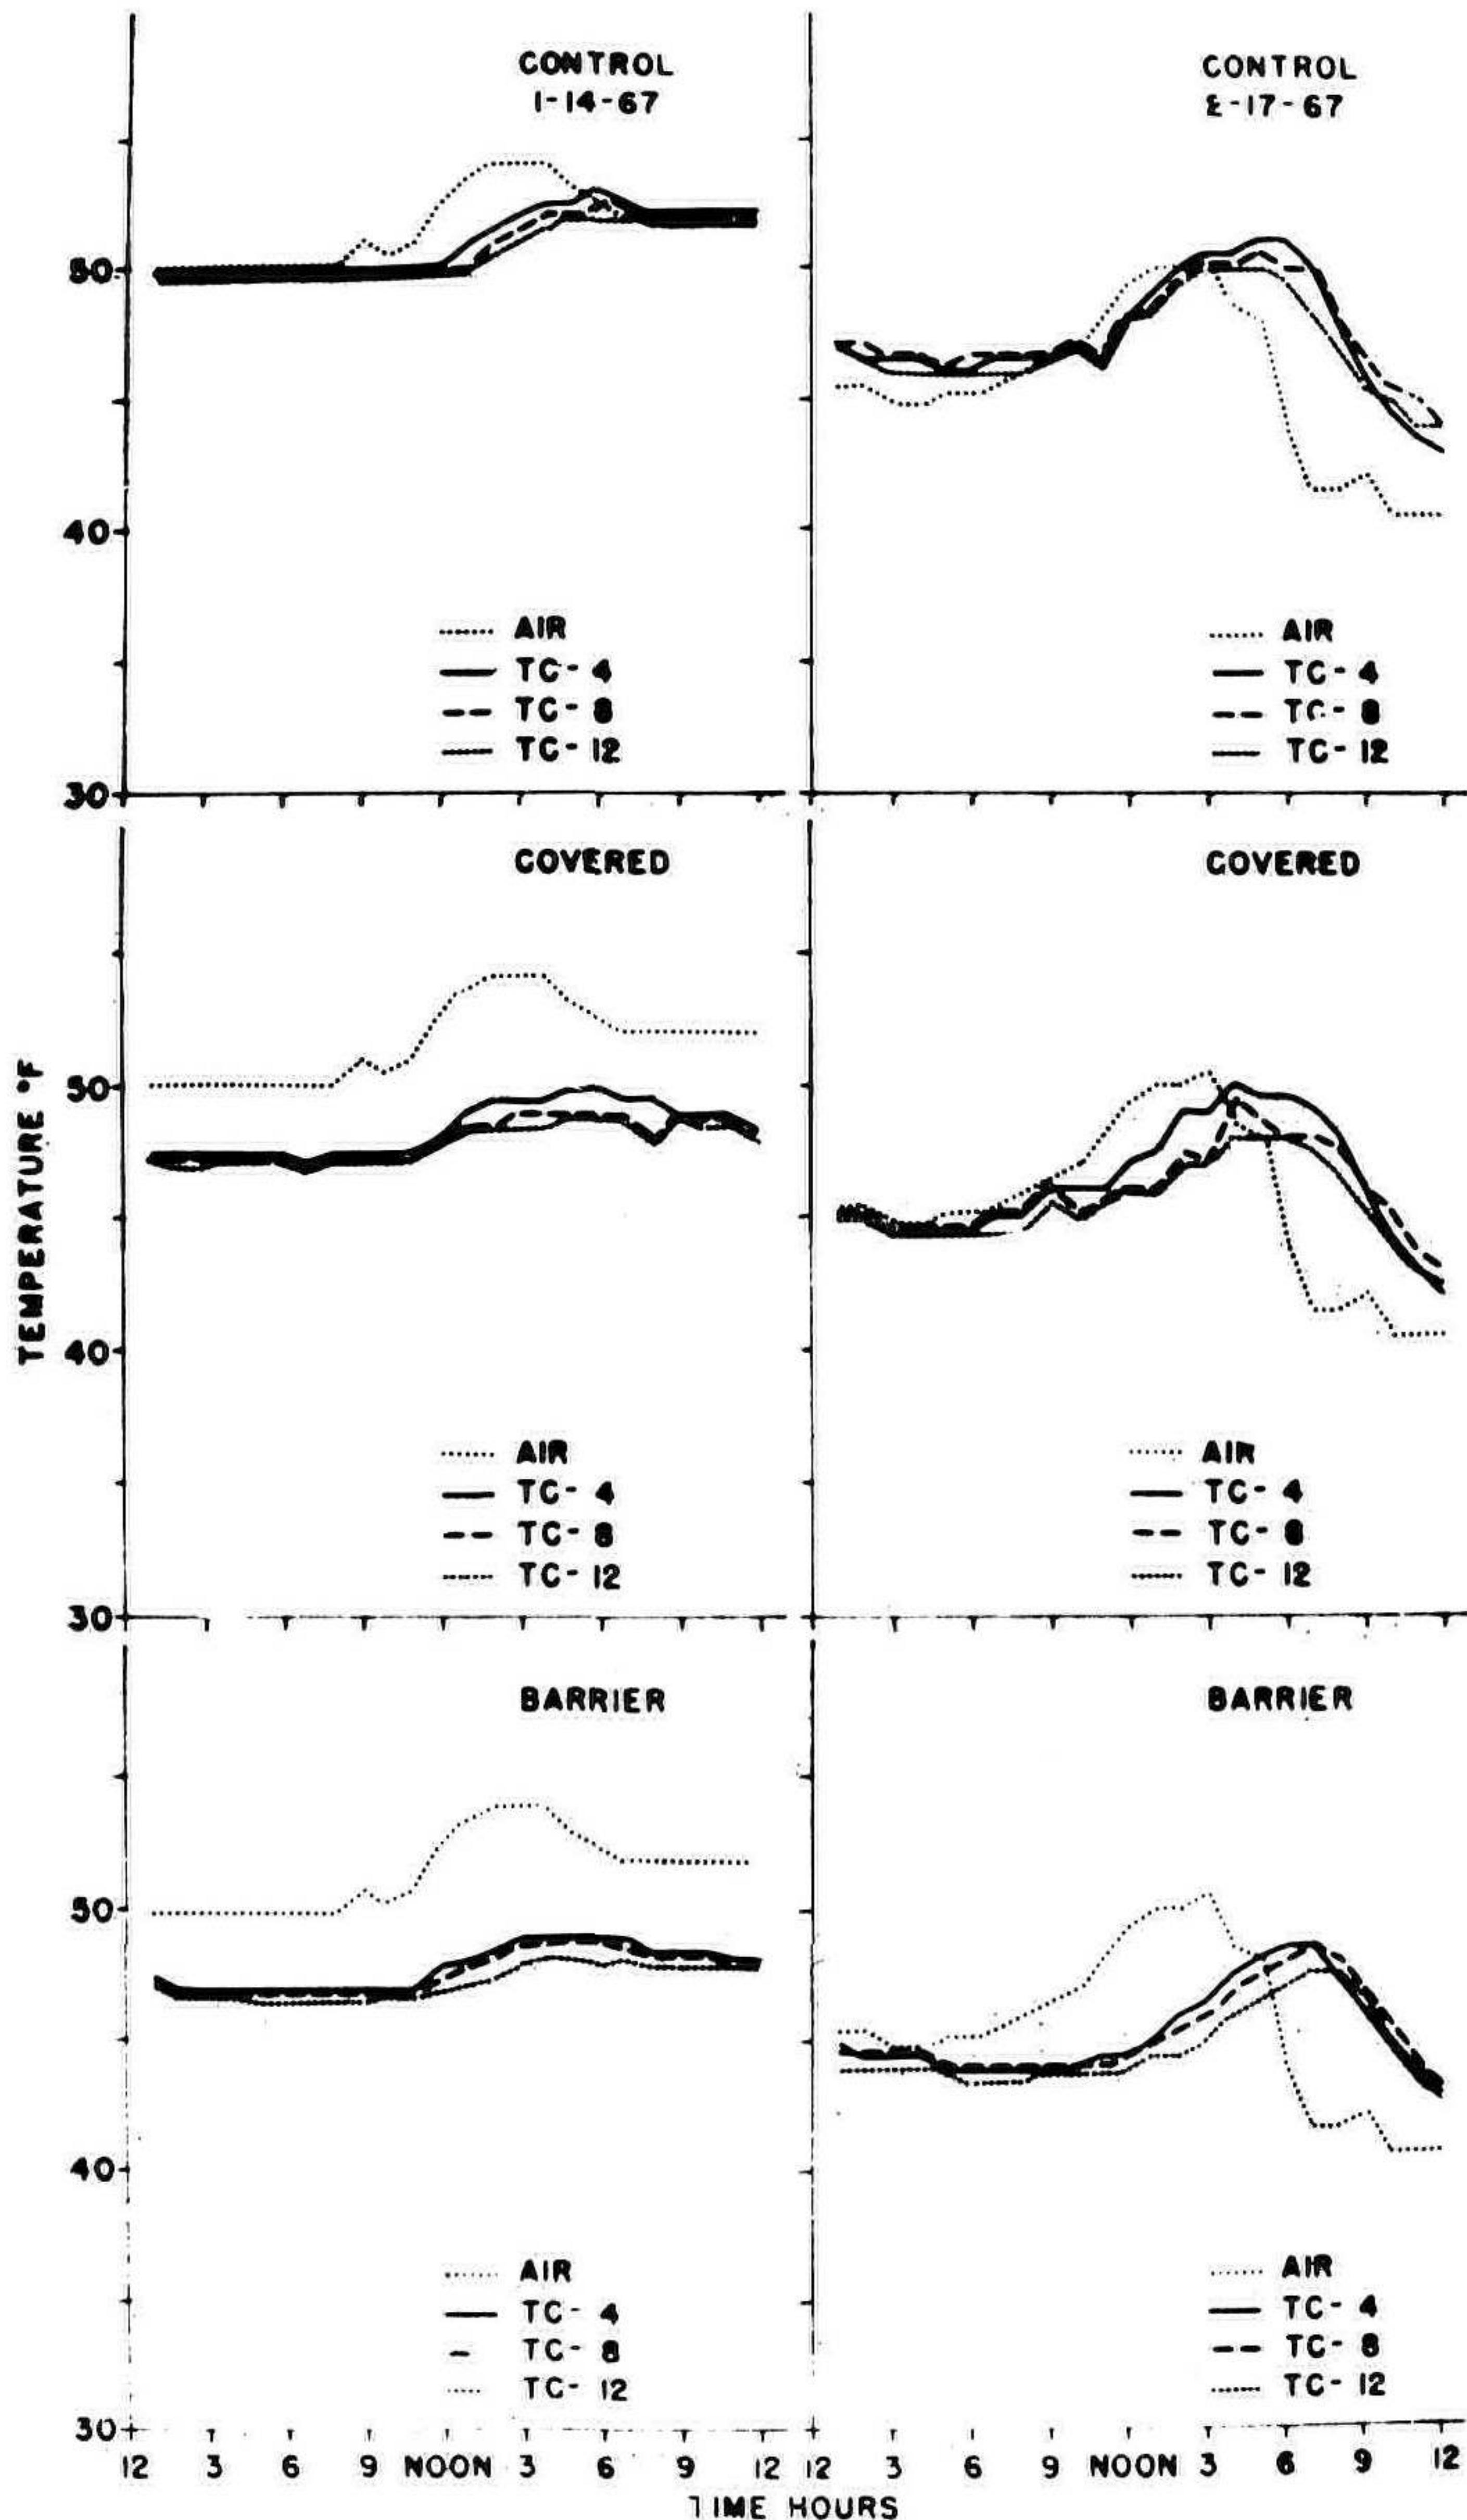 CONTROL
1-14-67
50
40
30
AIR
TC-4
TC-8
TC-12
CONTROL
-17-67
AIR
TC-4
TC-8
TC-12
TEMPERATURE °F
COVERED
50
40
30
AIR
TC-4
TC-8
TC-12
COVERED
AIR
TC-4
TC-8
TC-12
BARRIER
50
40
30
AIR
TC-4
TC-8
TC-12
BARRIER
AIR
TC-4
TC-8
TC-12
12 3 6 9 NOON 3 6 9 12
12 3 6 9 NOON 3 6 9 12
TIME HOURS